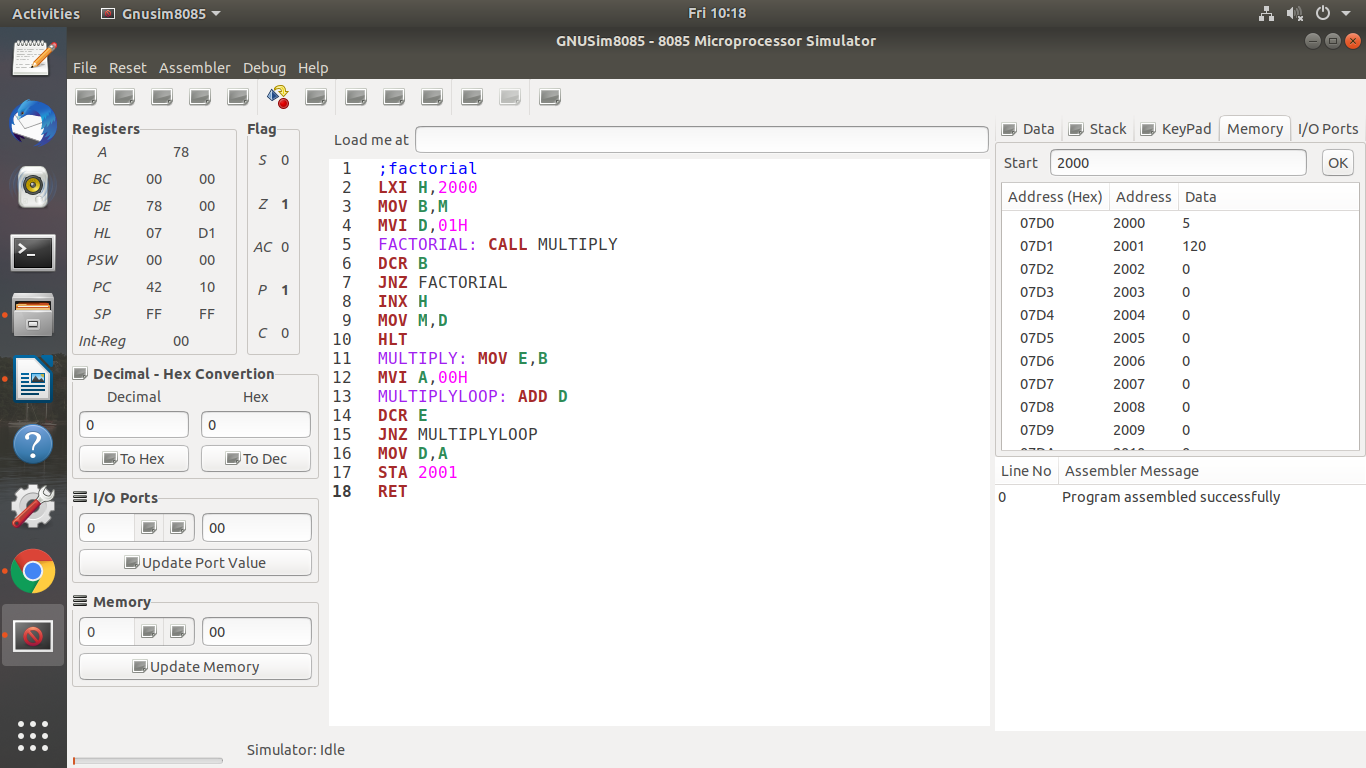 Activities Gnusim8085 Fri 10:18
GNUSim8085 - 8085 Microprocessor Simulator
File Reset Assembler Debug Help
Registers
A 78
BC 00 00
DE 78 00
HL 07 D1
PSW 00 00
PC 42 10
SP FF FF
Int-Reg 00
Flag
S 0
Z 1
AC 0
P 1
C 0
Decimal - Hex Convertion
Decimal Hex
0 0
To Hex To Dec
I/O Ports
0 00
Update Port Value
Memory
0 00
Update Memory
Load me at
1 ;factorial
2 LXI H,2000
3 MOV B,M
4 MVI D,01H
5 FACTORIAL: CALL MULTIPLY
6 DCR B
7 JNZ FACTORIAL
8 INX H
9 MOV M,D
10 HLT
11 MULTIPLY: MOV E,B
12 MVI A,00H
13 MULTIPLYLOOP: ADD D
14 DCR E
15 JNZ MULTIPLYLOOP
16 MOV D,A
17 STA 2001
18 RET
Data Stack KeyPad Memory I/O Ports
Start 2000 OK
Address (Hex) Address Data
07D0 2000 5
07D1 2001 120
07D2 2002 0
07D3 2003 0
07D4 2004 0
07D5 2005 0
07D6 2006 0
07D7 2007 0
07D8 2008 0
07D9 2009 0
Line No Assembler Message
0 Program assembled successfully
Simulator: Idle